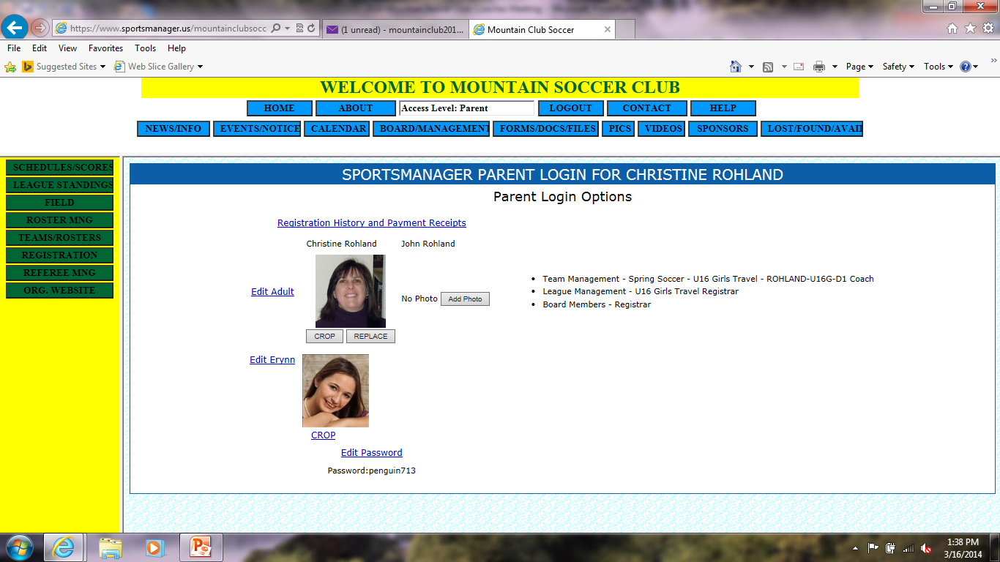 https://www.sportsmanager.us/mountainclubsocc
(1 unread) - mountainclub201...
Mountain Club Soccer
File Edit View Favorites Tools Help
Suggested Sites Web Slice Gallery Page Safety Tools
WELCOME TO MOUNTAIN SOCCER CLUB
HOME ABOUT Access Level: Parent LOGOUT CONTACT HELP
NEWS/INFO EVENTS/NOTICE CALENDAR BOARD/MANAGEMENT FORMS/DOCS/FILES PICS VIDEOS SPONSORS LOST/FOUND/AVAI
SCHEDULES/SCORES
LEAGUE STANDINGS
FIELD
ROSTER MNG
TEAMS/ROSTERS
REGISTRATION
REFEREE MNG
ORG. WEBSITE
SPORTSMANAGER PARENT LOGIN FOR CHRISTINE ROHLAND
Parent Login Options
Registration History and Payment Receipts
Christine Rohland John Rohland
Edit Adult
No Photo Add Photo
CROP REPLACE
• Team Management - Spring Soccer - U16 Girls Travel - ROHLAND-U16G-D1 Coach
• League Management - U16 Girls Travel Registrar
• Board Members - Registrar
Edit Erynn
CROP
Edit Password
Password:penguin713
1:38 PM
3/16/2014